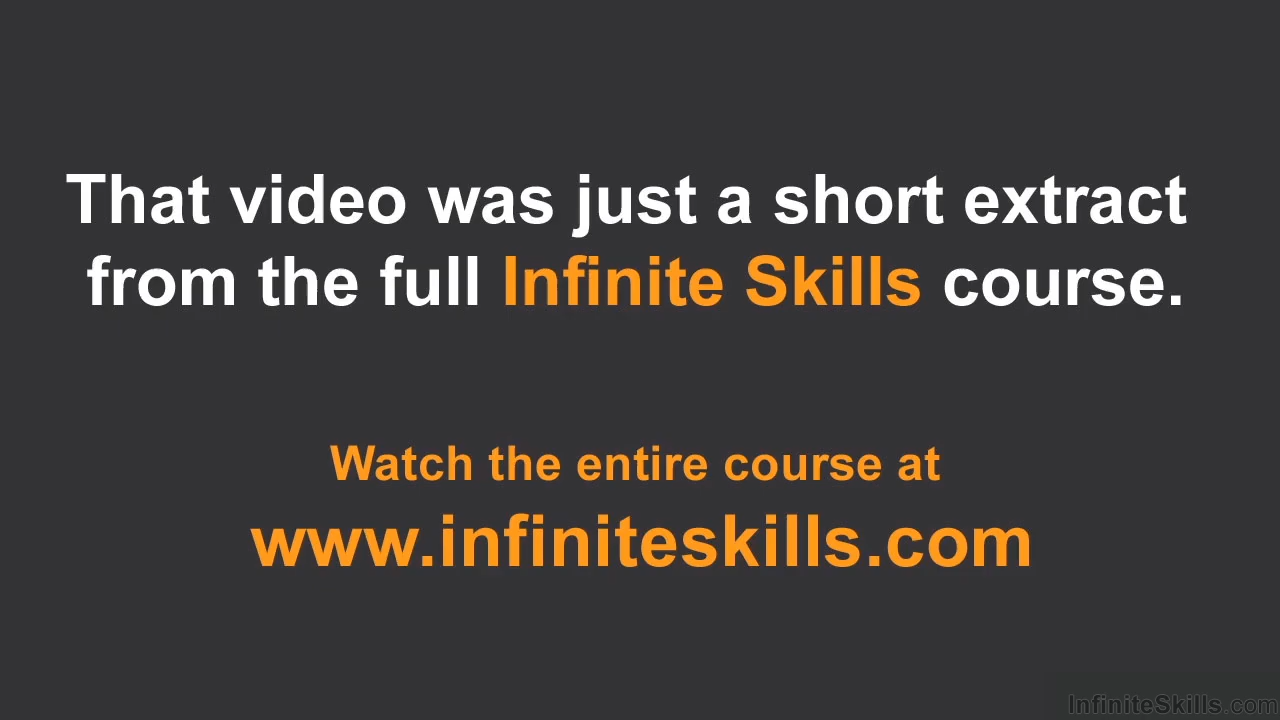 That video was just a short extract
from the full Infinite Skills course.
Watch the entire course at
www.infiniteskills.com
InfiniteSkills.com